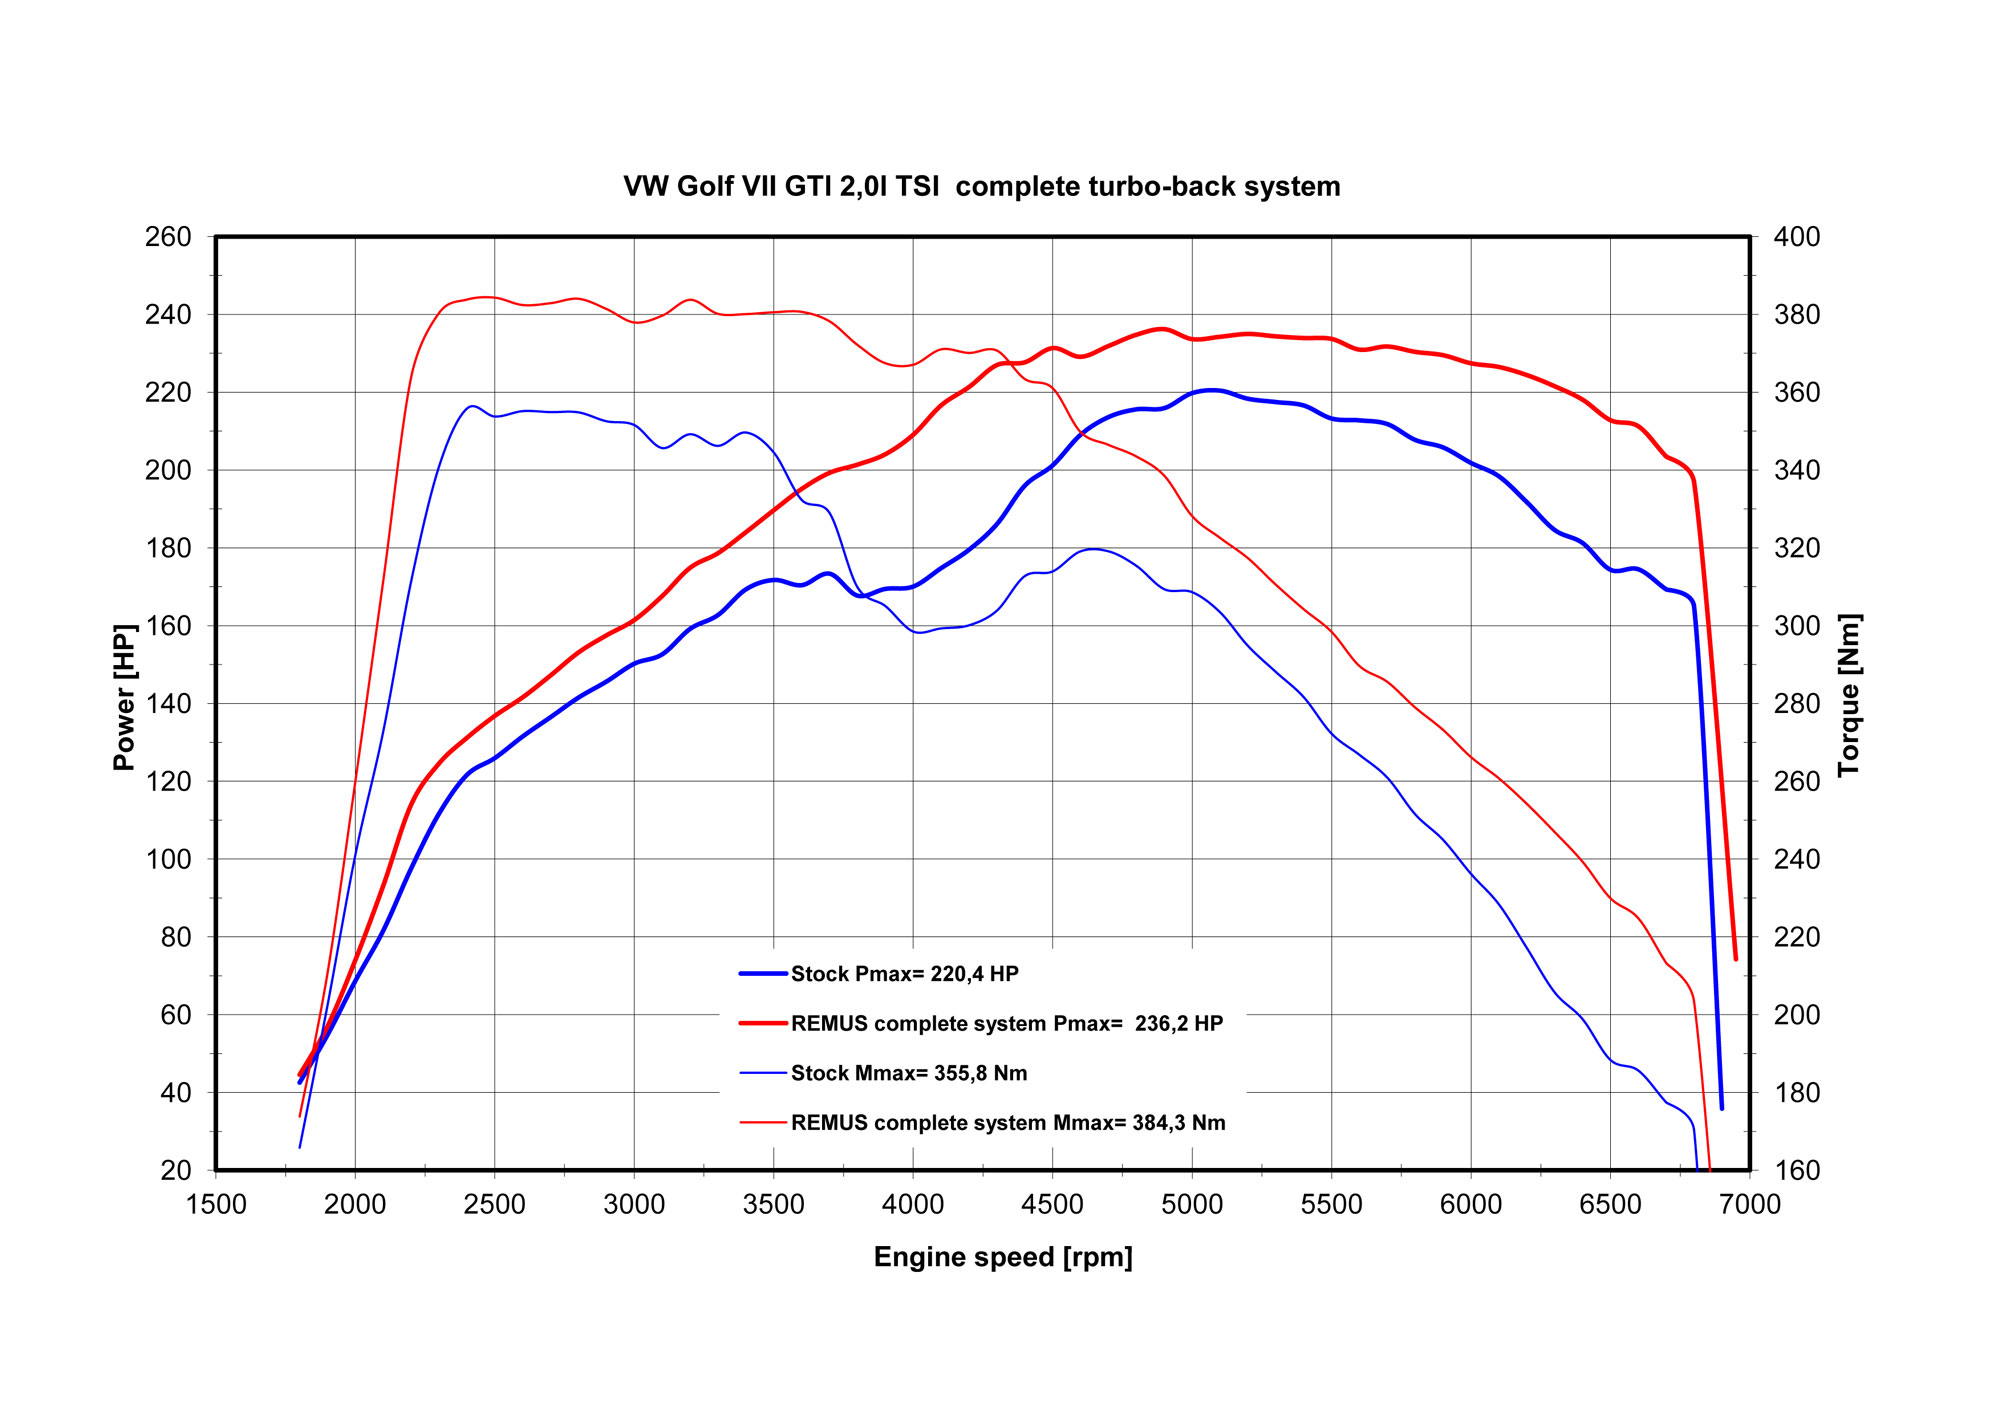 VW Golf VII GTI 2,0l TSI  complete turbo-back system
260
240
220
200
180
160
140
120
100
80
60
40
20
Power [HP]
400
380
360
340
320
300
280
260
240
220
200
180
160
Torque [Nm]
Stock Pmax= 220,4 HP
REMUS complete system Pmax=  236,2 HP
Stock Mmax= 355,8 Nm
REMUS complete system Mmax= 384,3 Nm
1500 2000 2500 3000 3500 4000 4500 5000 5500 6000 6500 7000
Engine speed [rpm]